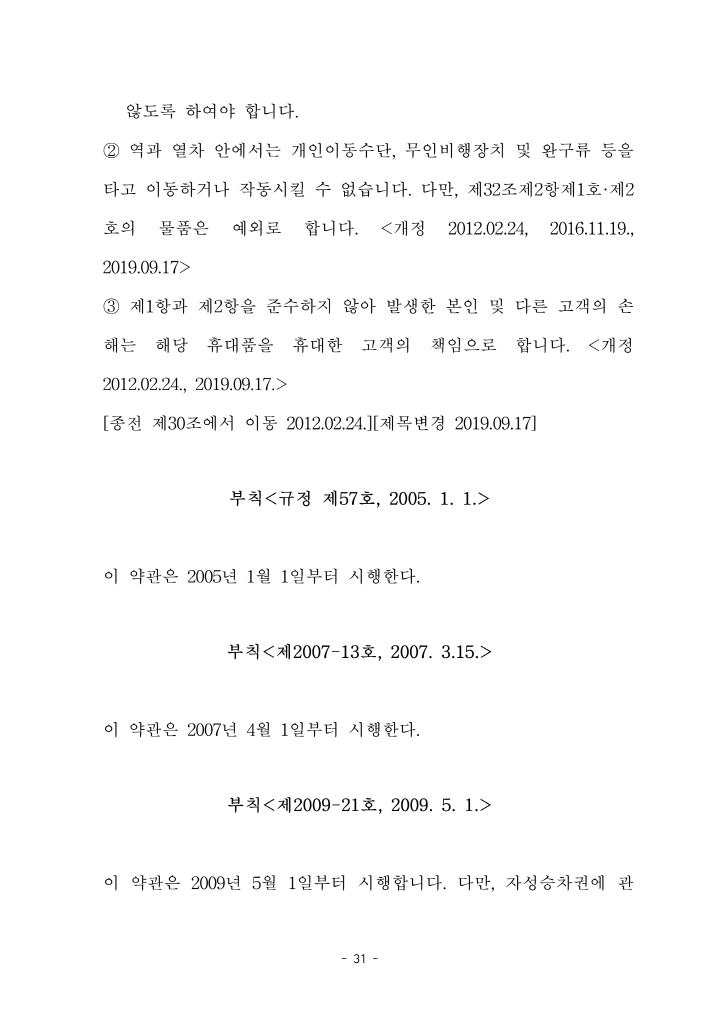 않도록 하여야 합니다.
② 역과 열차 안에서는 개인이동수단, 무인비행장치 및 완구류 등을
타고 이동하거나 작동시킬 수 없습니다. 다만, 제32조제2항제1호·제2
호의 물품은 예외로 합니다. <개정 2012.02.24, 2016.11.19.,
2019.09.17>
③ 제1항과 제2항을 준수하지 않아 발생한 본인 및 다른 고객의 손
해는 해당 휴대품을 휴대한 고객의 책임으로 합니다. <개정
2012.02.24., 2019.09.17.>
[종전 제30조에서 이동 2012.02.24.][제목변경 2019.09.17]
부칙<규정 제57호, 2005. 1. 1.>
이 약관은 2005년 1월 1일부터 시행한다.
부칙<제2007-13호, 2007. 3.15.>
이 약관은 2007년 4월 1일부터 시행한다.
부칙<제2009-21호, 2009. 5. 1.>
이 약관은 2009년 5월 1일부터 시행합니다. 다만, 자성승차권에 관
- 31 -